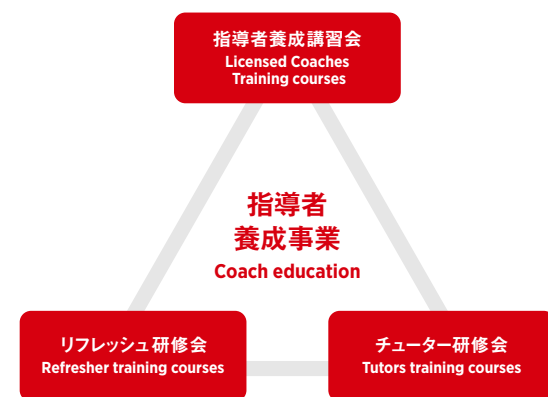 指導者養成講習会
Licensed Coaches
Training courses
指導者
養成事業
Coach education
リフレッシュ研修会
Refresher training courses
チューター研修会
Tutors training courses